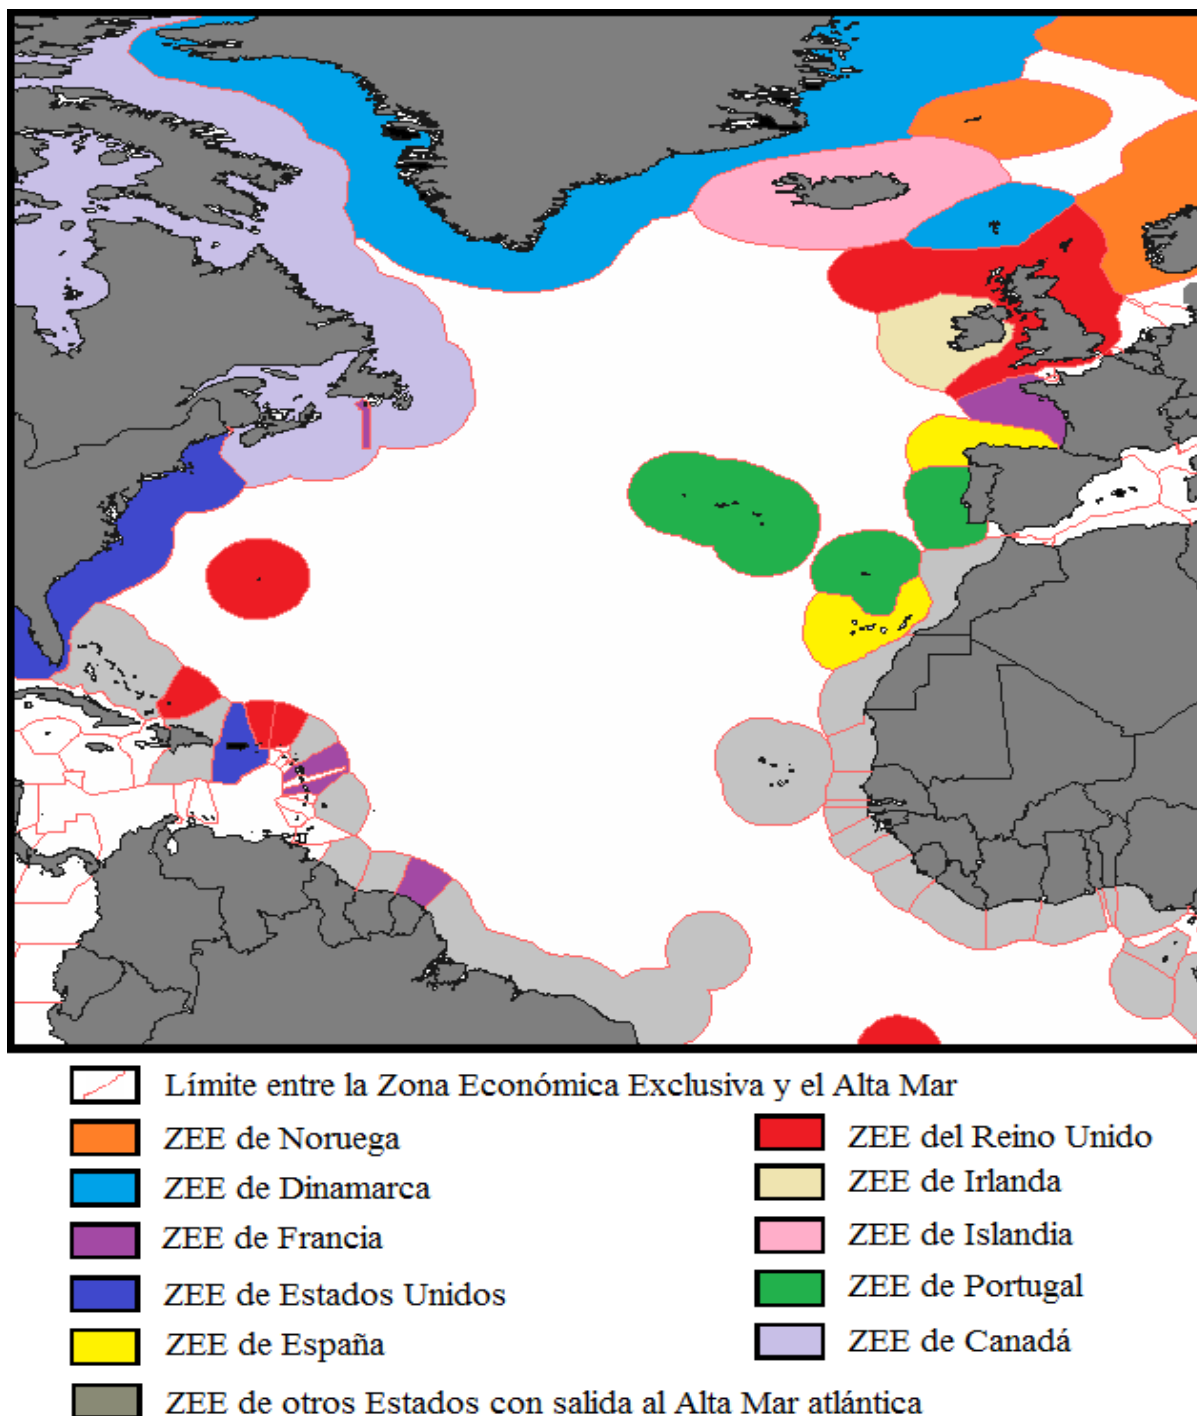 Límite entre la Zona Económica Exclusiva y el Alta Mar
ZEE de Noruega
ZEE de Dinamarca
ZEE de Francia
ZEE de Estados Unidos
ZEE de España
ZEE de otros Estados con salida al Alta Mar atlántica
ZEE del Reino Unido
ZEE de Irlanda
ZEE de Islandia
ZEE de Portugal
ZEE de Canadá